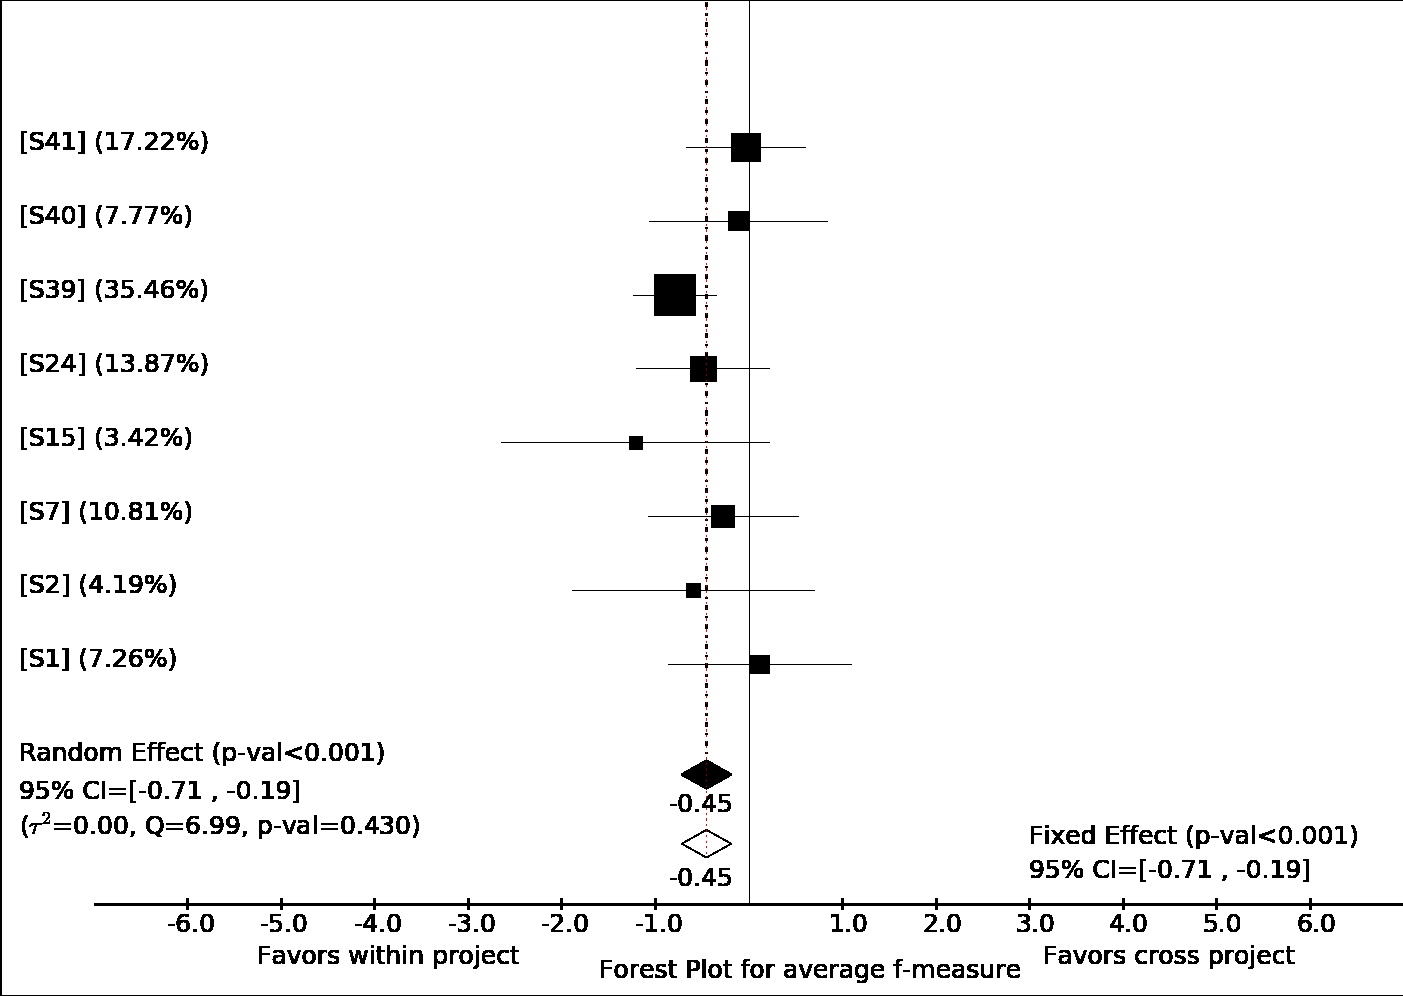 [S41] (17.22%)
[S40] (7.77%)
[S39] (35.46%)
[S24] (13.87%)
[S15] (3.42%)
[S7] (10.81%)
[S2] (4.19%)
[S1] (7.26%)
Random Effect (p-val<0.001)
95% CI=[-0.71 , -0.19]
(τ²=0.00, Q=6.99, p-val=0.430)
-0.45
-0.45
Fixed Effect (p-val<0.001)
95% CI=[-0.71 , -0.19]
-6.0 -5.0 -4.0 -3.0 -2.0 -1.0 1.0 2.0 3.0 4.0 5.0 6.0
Favors within project
Forest Plot for average f-measure
Favors cross project